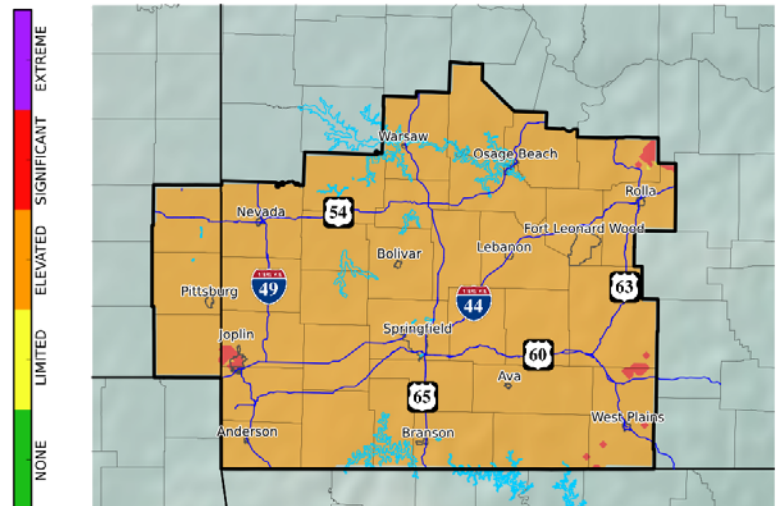 EXTREME
SIGNIFICANT
ELEVATED
LIMITED
NONE
Warsaw
Osage Beach
Rolla
Nevada
54
Fort Leonard Wood
Lebanon
Bolivar
Pittsburg
49
44
63
Joplin
Springfield
60
Ava
65
West Plains
Anderson
Branson